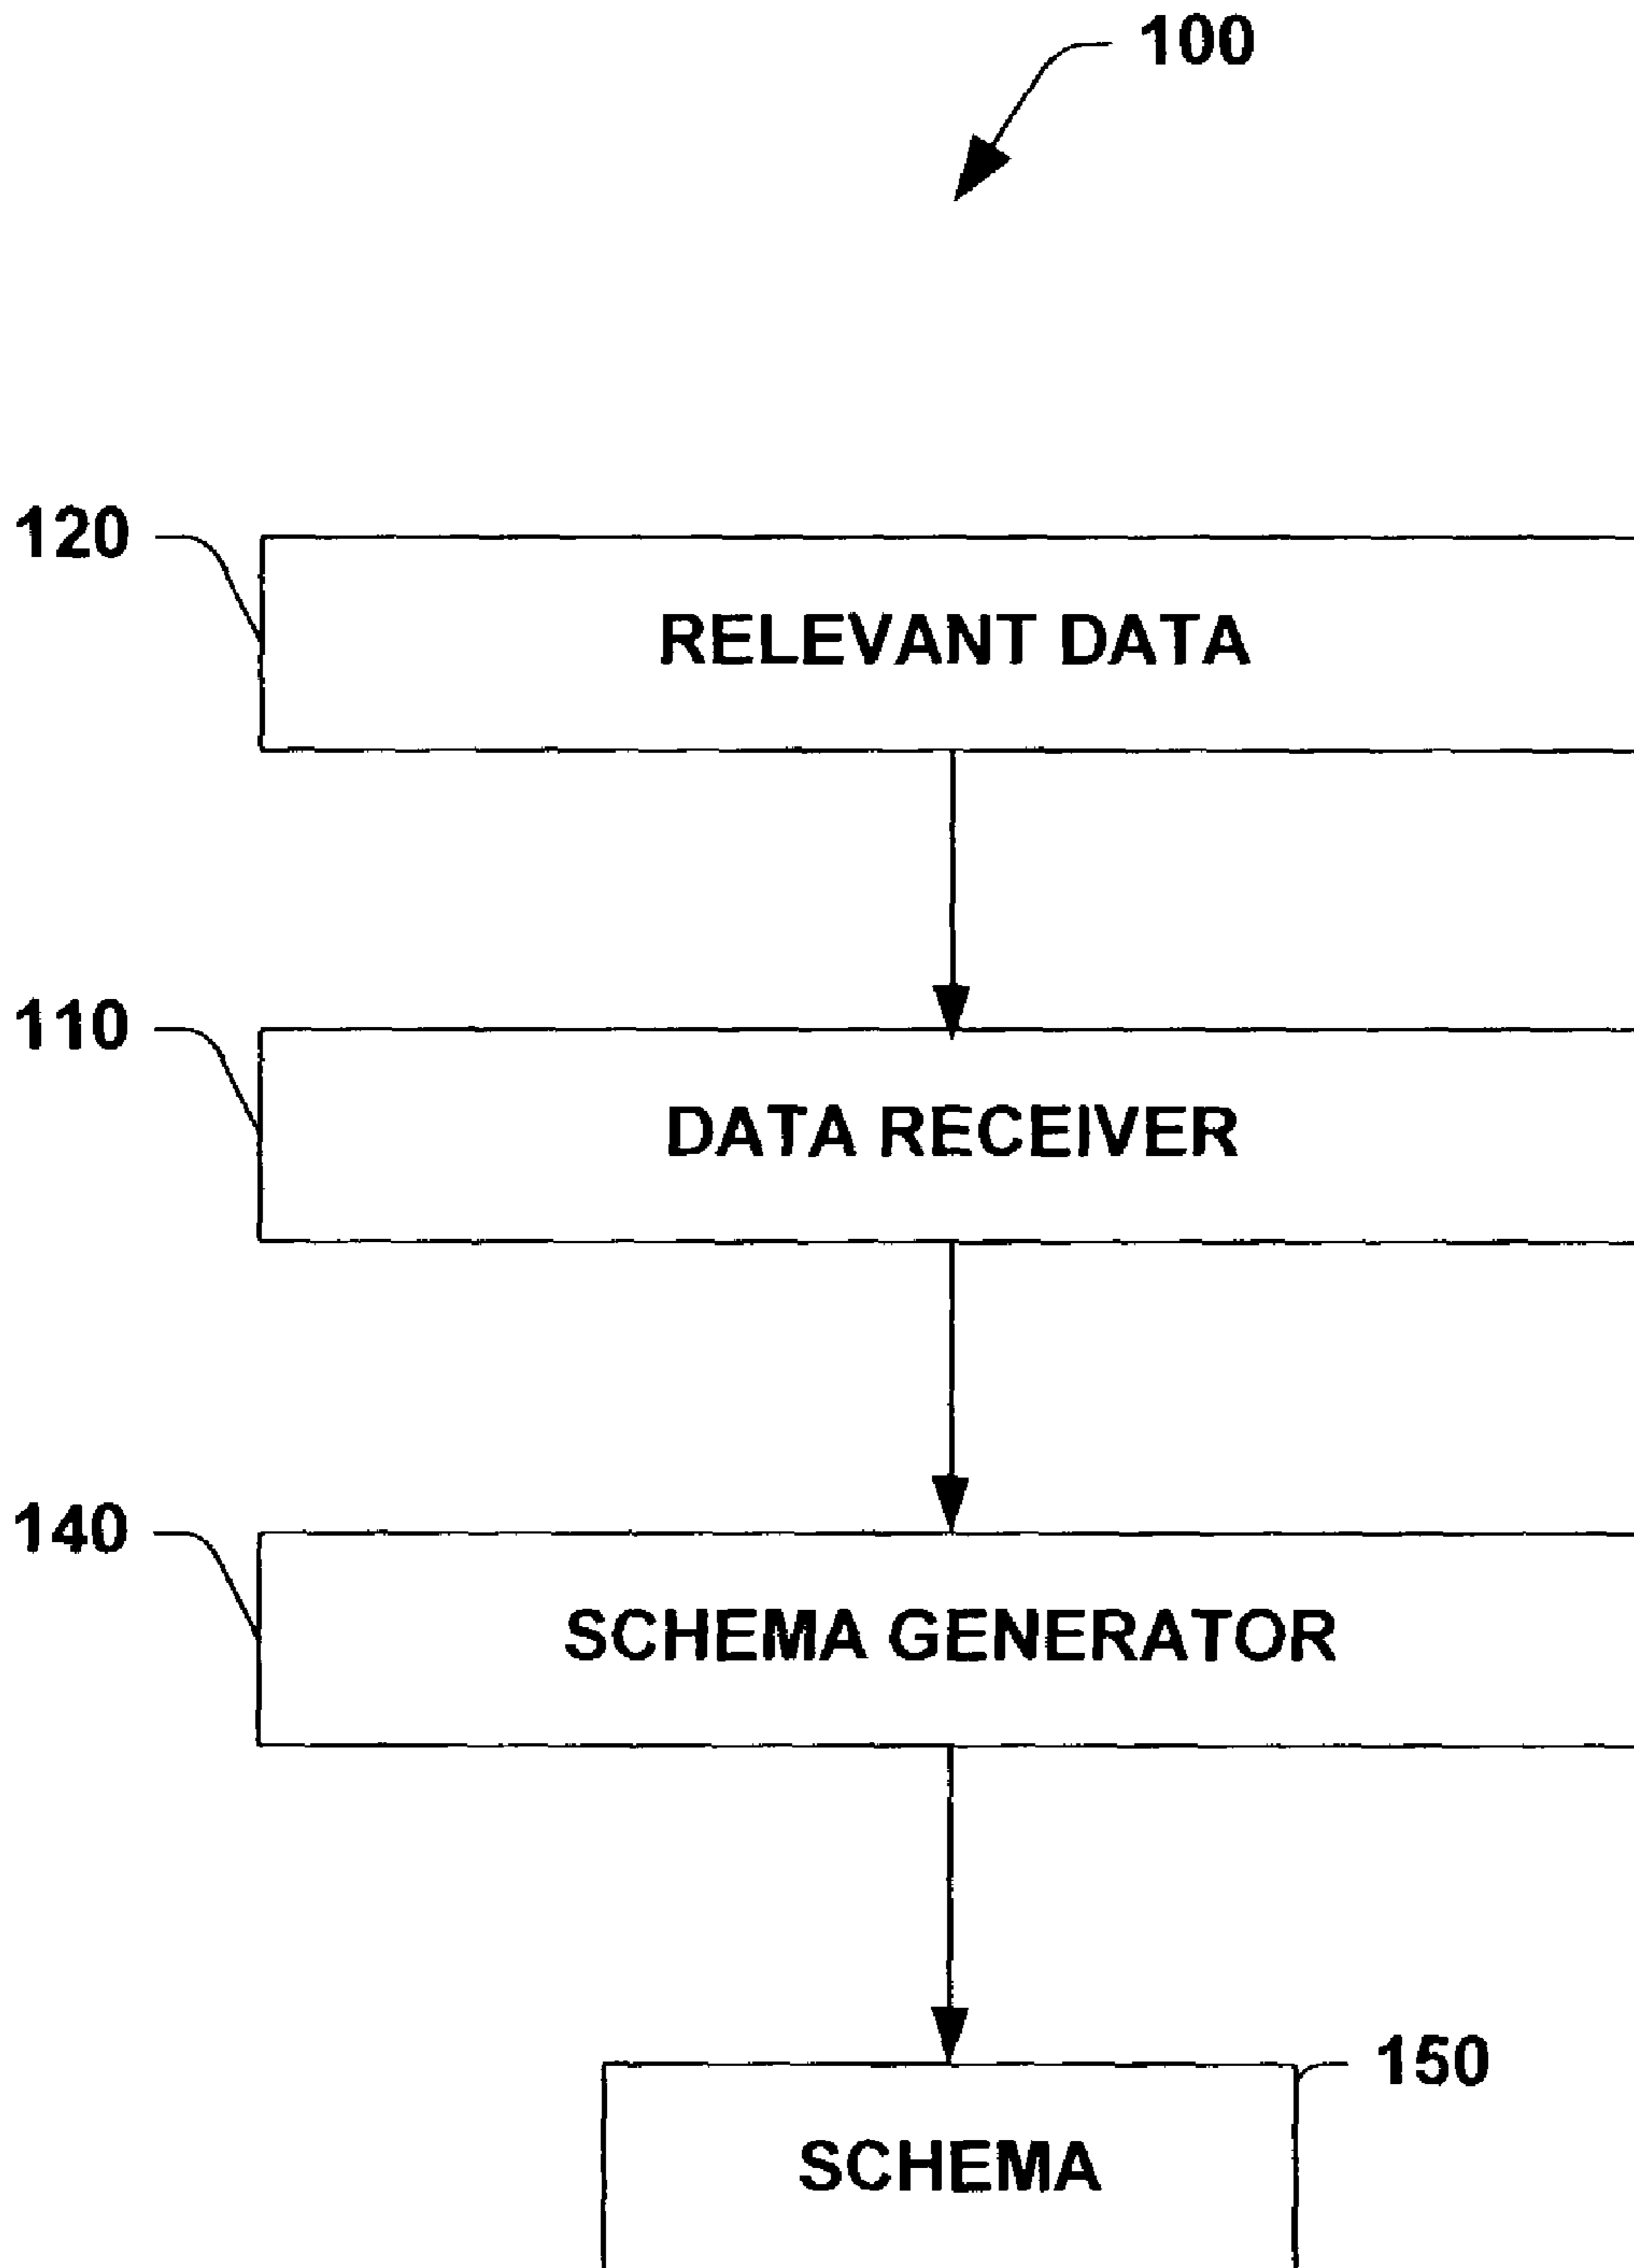 100
120
RELEVANT DATA
110
DATA RECEIVER
140
SCHEMA GENERATOR
150
SCHEMA